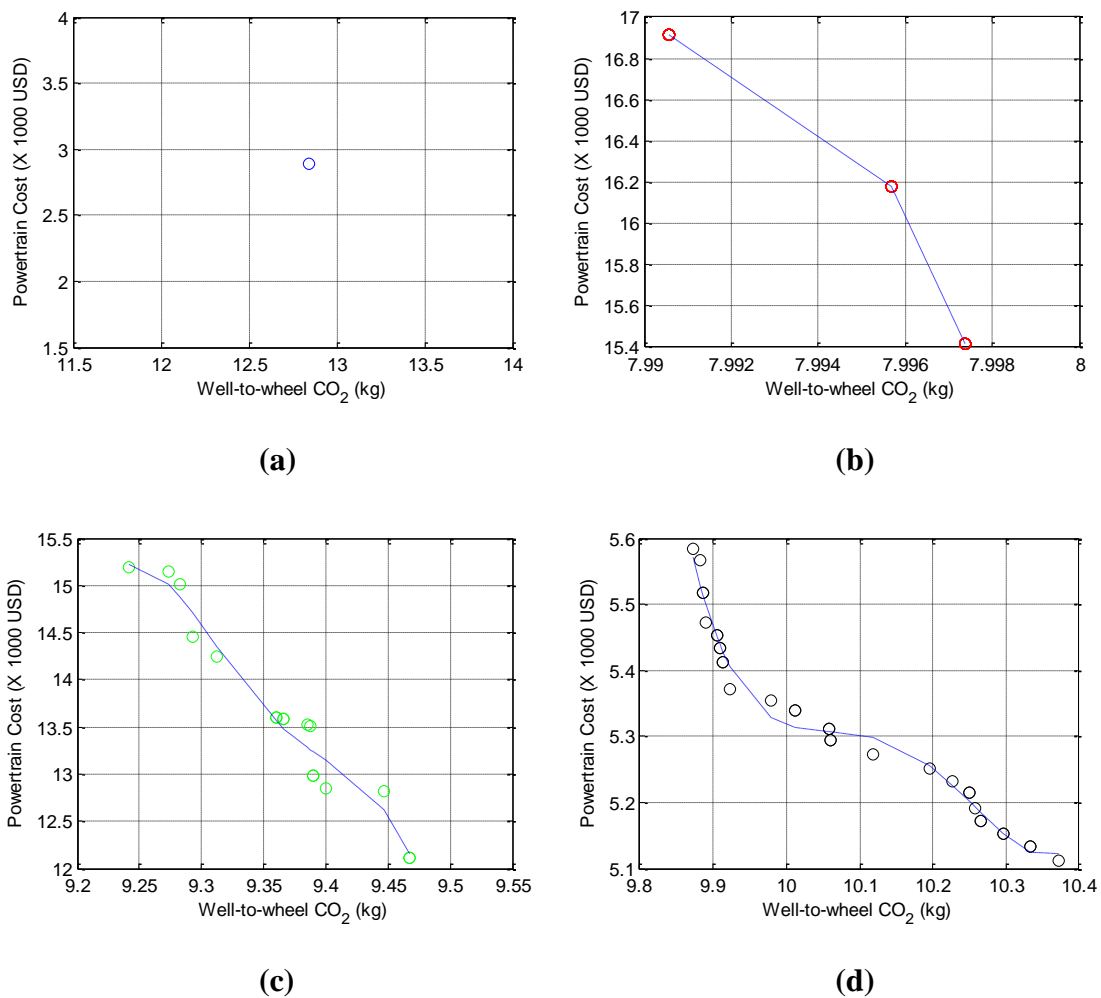 4
3.5
3
2.5
2
1.5
11.5 12 12.5 13 13.5 14
Powertrain Cost (X 1000 USD)
Well-to-wheel CO2 (kg)
(a)
17
16.8
16.6
16.4
16.2
16
15.8
15.6
15.4
7.99 7.992 7.994 7.996 7.998 8
Powertrain Cost (X 1000 USD)
Well-to-wheel CO2 (kg)
(b)
15.5
15
14.5
14
13.5
13
12.5
12
9.2 9.25 9.3 9.35 9.4 9.45 9.5 9.55
Powertrain Cost (X 1000 USD)
Well-to-wheel CO2 (kg)
(c)
5.6
5.5
5.4
5.3
5.2
5.1
9.8 9.9 10 10.1 10.2 10.3 10.4
Powertrain Cost (X 1000 USD)
Well-to-wheel CO2 (kg)
(d)